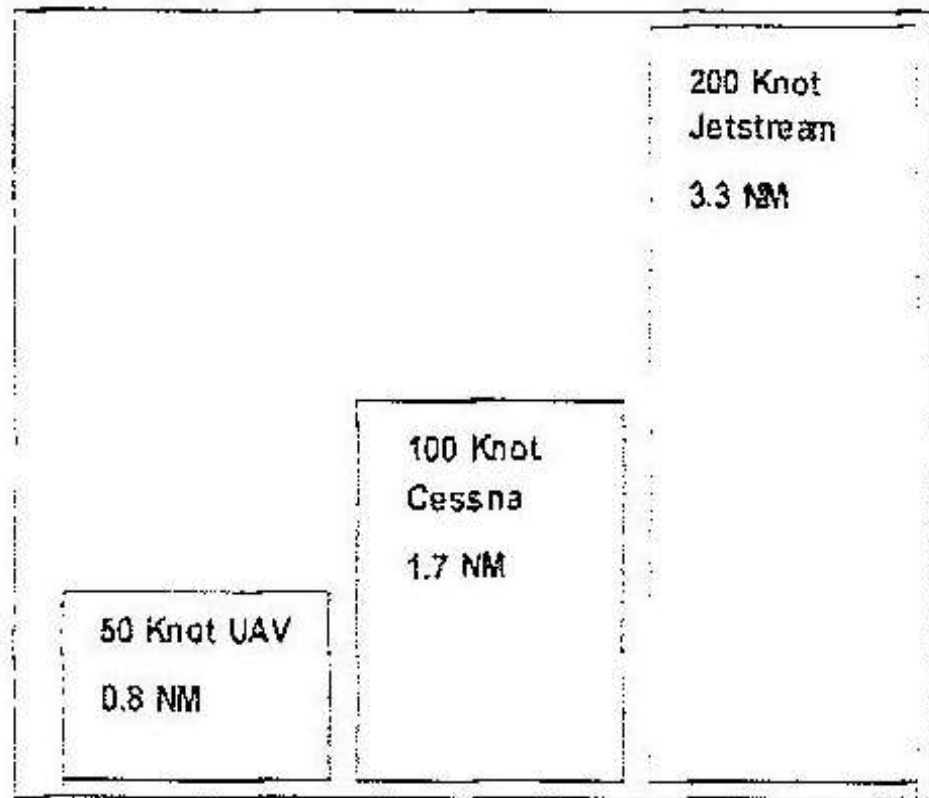 200 Knot
Jetstream
3.3 NM
100 Knot
Cessna
1.7 NM
50 Knot UAV
0.8 NM